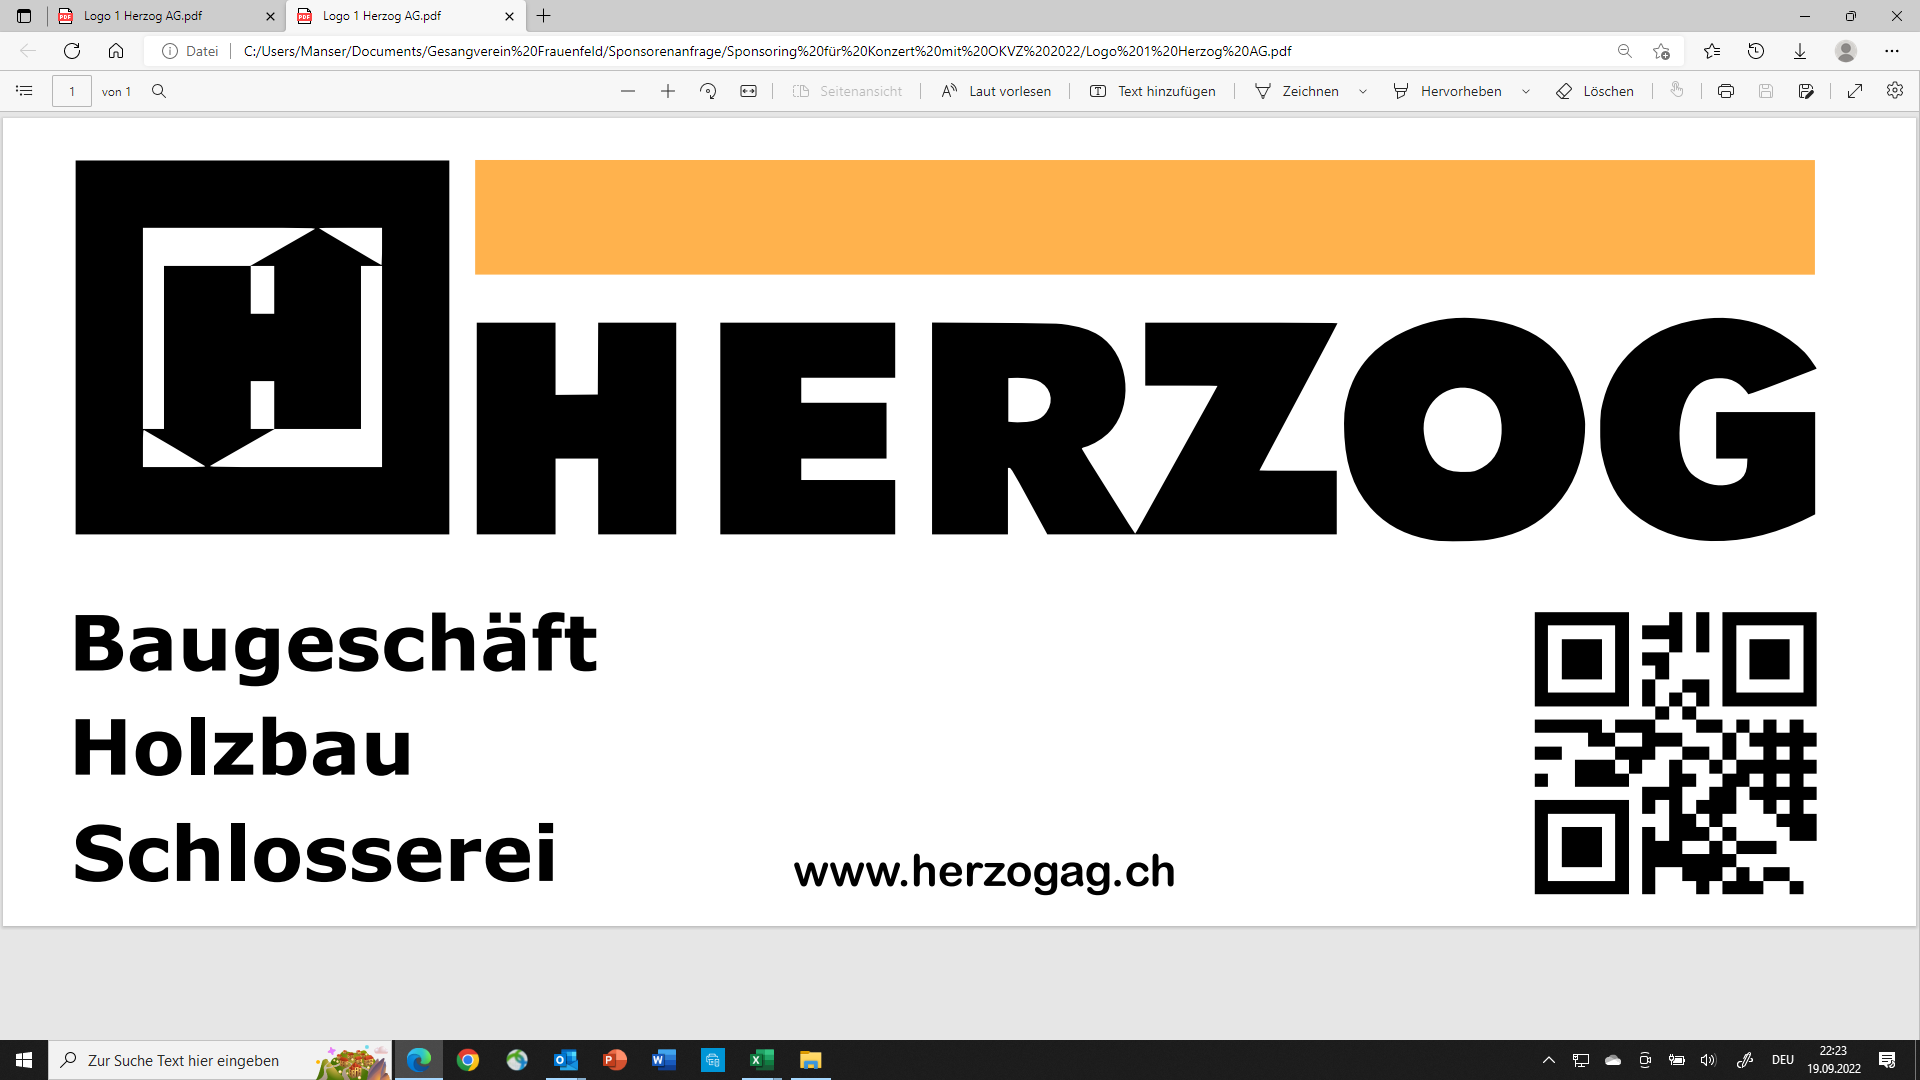 Logo 1 Herzog AG.pdf
Logo 1 Herzog AG.pdf
Datei
C:/Users/Manser/Documents/Gesangverein%20Frauenfeld/Sponsorenanfrage/Sponsoring%20für%20Konzert%20mit%20OKVZ%202022/Logo%201%20Herzog%20AG.pdf
1 von 1
Seitenansicht
Laut vorlesen
Text hinzufügen
Zeichnen
Hervorheben
Löschen
H HERZOG
Baugeschäft
Holzbau
Schlosserei
www.herzogag.ch
Zur Suche Text hier eingeben
DEU
22:23
19.09.2022